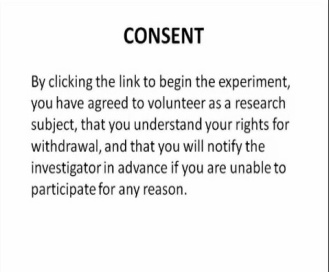 CONSENT
By clicking the link to begin the experiment,
you have agreed to volunteer as a research
subject, that you understand your rights for
withdrawal, and that you will notify the
investigator in advance if you are unable to
participate for any reason.